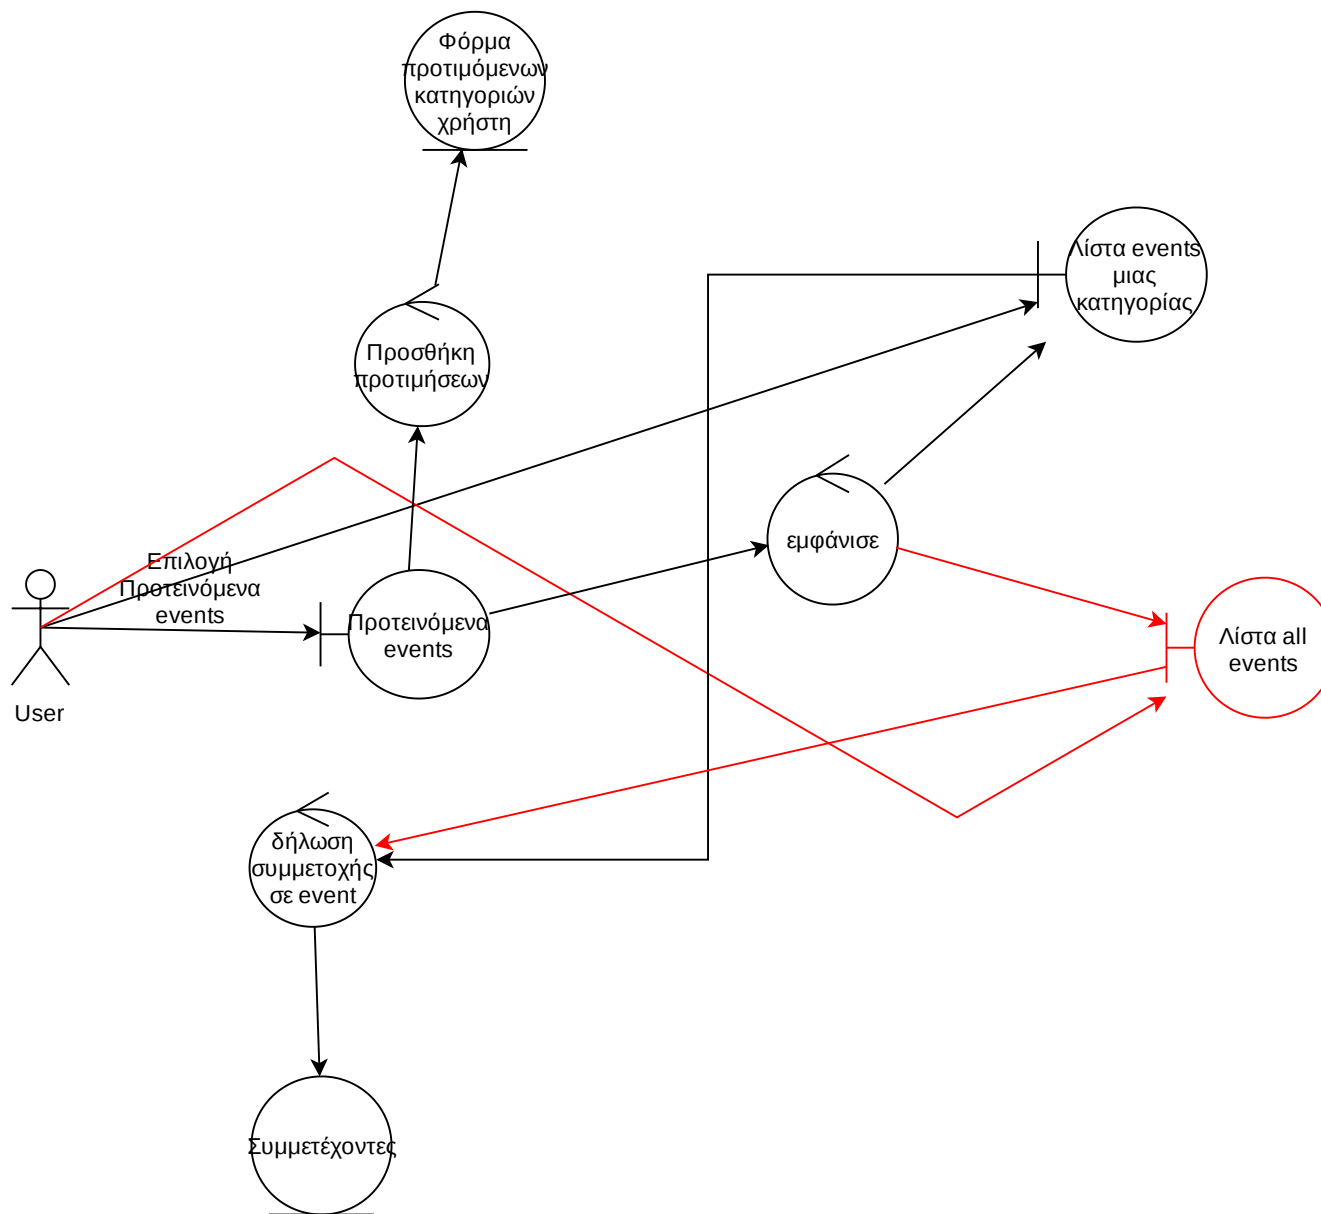 Φόρμα
προτιμόμενων
κατηγοριών
χρήστη
Λίστα events
μιας
κατηγορίας
Προσθήκη
προτιμήσεων
εμφάνισε
Επιλογή
Προτεινόμενα
events
Προτεινόμενα
events
Λίστα all
events
User
δήλωση
συμμετοχής
σε event
Συμμετέχοντες